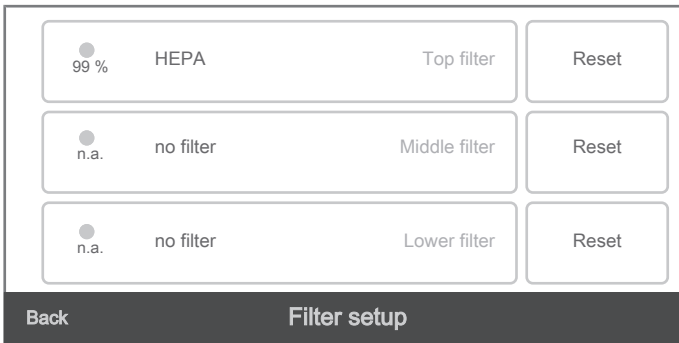 HEPA Top filter Reset
99 %
no filter Middle filter Reset
n.a.
no filter Lower filter Reset
n.a.
Back Filter setup